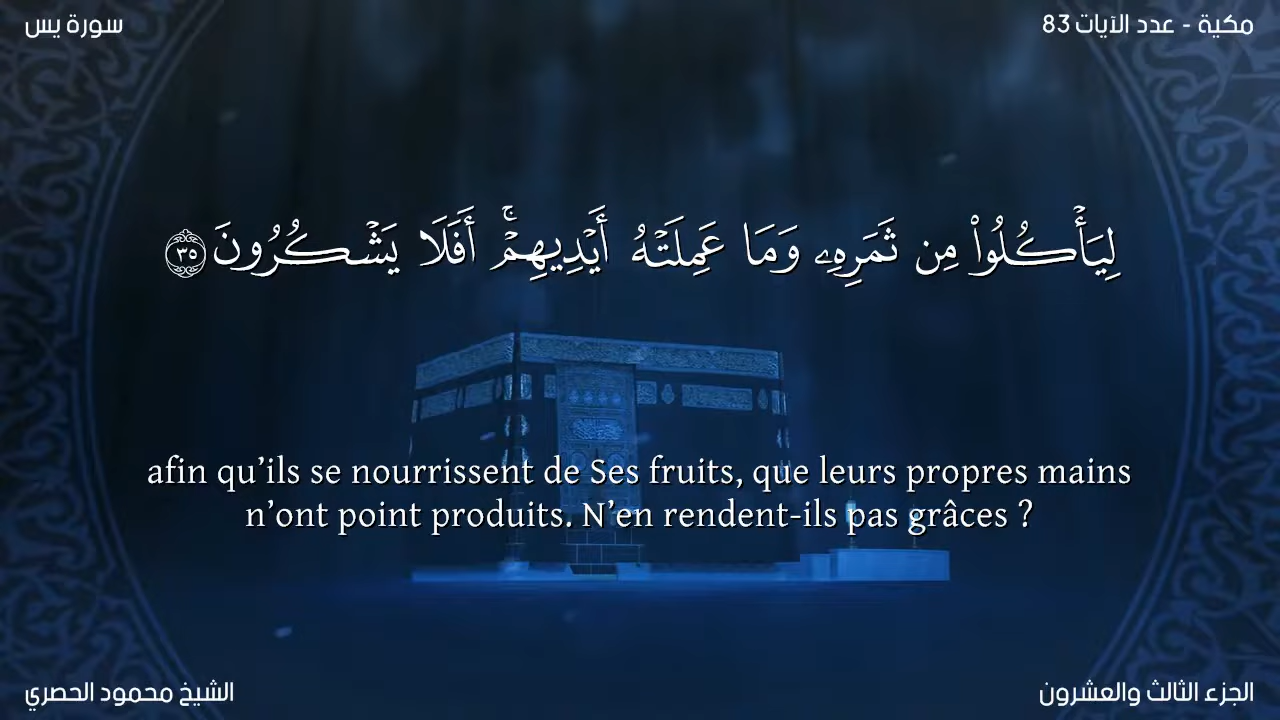 مكية - عدد الآيات 83
سورة يس
لِيَأْكُلُوا۟ مِن ثَمَرِهِۦ وَمَا عَمِلَتْهُ أَيْدِيهِمْ ۚ أَفَلَا يَشْكُرُونَ ٣٥
afin qu’ils se nourrissent de Ses fruits, que leurs propres mains
n’ont point produits. N’en rendent-ils pas grâces ?
الجزء الثالث والعشرون
الشيخ محمود الحصري